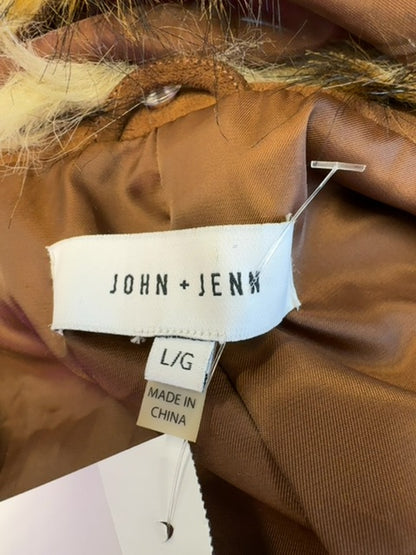 JOHN + JENN
L/G
MADE IN
CHINA